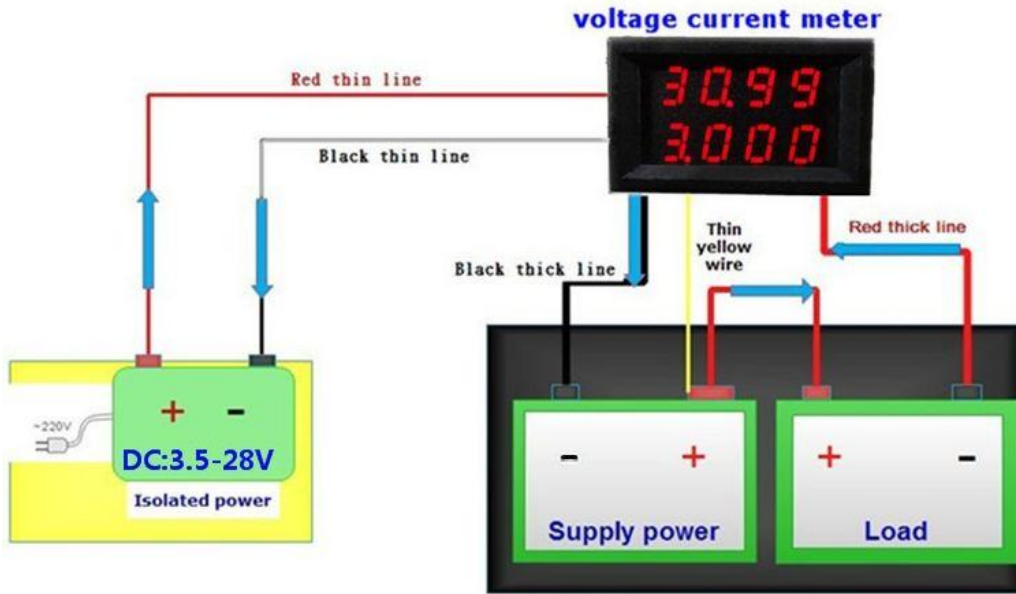 voltage current meter
30.99
3.000
Red thin line
Black thin line
Thin
yellow
wire
Red thick line
Black thick line
~220V
+ -
DC:3.5-28V
Isolated power
- +
Supply power
+ -
Load